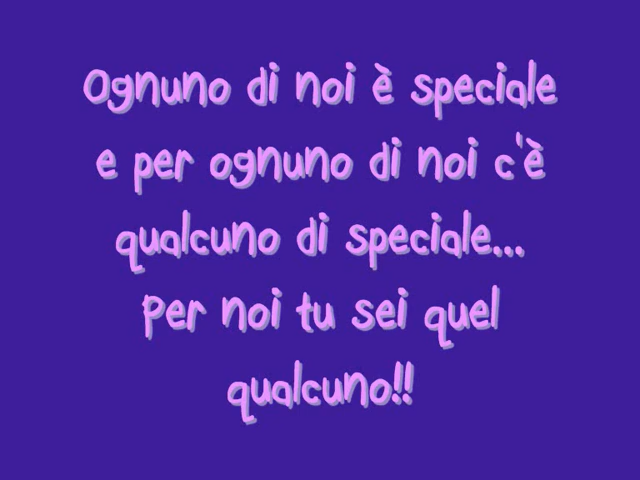 Ognuno di noi è speciale
e per ognuno di noi c'è
qualcuno di speciale...
Per noi tu sei quel
qualcuno!!